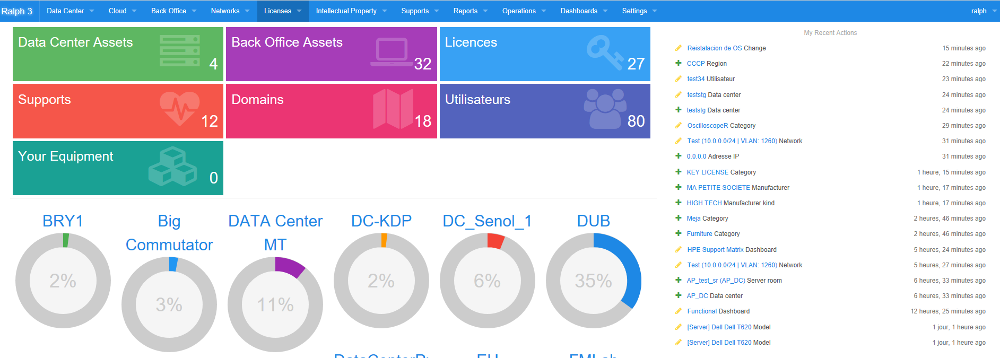 Ralph 3 Data Center Cloud Back Office Networks Licenses Intellectual Property Supports Reports Operations Dashboards Settings ralph
Data Center Assets
4
Back Office Assets
32
Licences
27
Supports
12
Domains
18
Utilisateurs
80
Your Equipment
0
BRY1
2%
Big
Commutator
3%
DATA Center
MT
11%
DC-KDP
2%
DC_Senol_1
6%
DUB
35%
My Recent Actions
Reistalacion de OS Change 15 minutes ago
CCCP Region 22 minutes ago
test34 Utilisateur 23 minutes ago
teststg Data center 24 minutes ago
teststg Data center 24 minutes ago
OscilloscopeR Category 29 minutes ago
Test (10.0.0.0/24 | VLAN: 1260) Network 31 minutes ago
0.0.0.0 Adresse IP 31 minutes ago
KEY LICENSE Category 1 heure, 15 minutes ago
MA PETITE SOCIETE Manufacturer 1 heure, 17 minutes ago
HIGH TECH Manufacturer kind 1 heure, 17 minutes ago
Meja Category 2 heures, 46 minutes ago
Furniture Category 2 heures, 46 minutes ago
HPE Support Matrix Dashboard 5 heures, 24 minutes ago
Test (10.0.0.0/24 | VLAN: 1260) Network 5 heures, 27 minutes ago
AP_test_sr (AP_DC) Server room 6 heures, 33 minutes ago
AP_DC Data center 6 heures, 33 minutes ago
Functional Dashboard 12 heures, 25 minutes ago
[Server] Dell Dell T620 Model 1 jour, 1 heure ago
[Server] Dell Dell T620 Model 1 jour, 1 heure ago